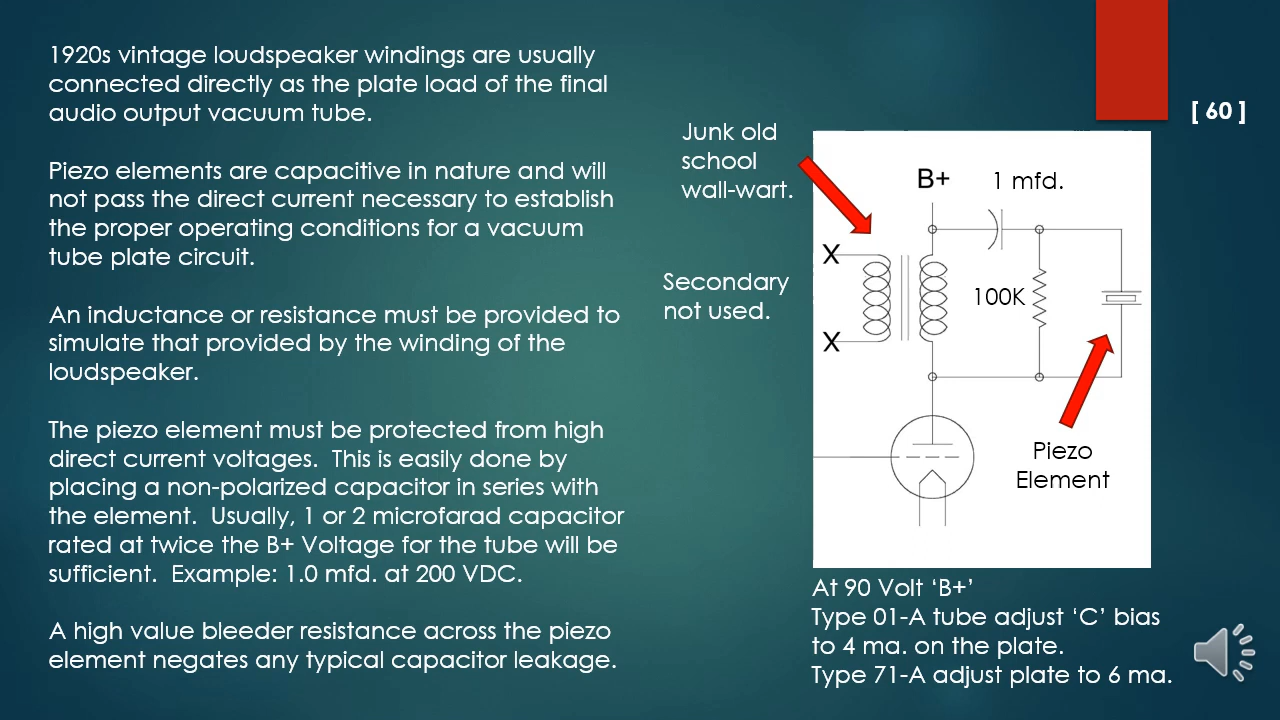 1920s vintage loudspeaker windings are usually
connected directly as the plate load of the final
audio output vacuum tube.
Piezo elements are capacitive in nature and will
not pass the direct current necessary to establish
the proper operating conditions for a vacuum
tube plate circuit.
An inductance or resistance must be provided to
simulate that provided by the winding of the
loudspeaker.
The piezo element must be protected from high
direct current voltages.  This is easily done by
placing a non-polarized capacitor in series with
the element.  Usually, 1 or 2 microfarad capacitor
rated at twice the B+ Voltage for the tube will be
sufficient.  Example: 1.0 mfd. at 200 VDC.
A high value bleeder resistance across the piezo
element negates any typical capacitor leakage.
[ 60 ]
Junk old
school
wall-wart.
Secondary
not used.
B+
1 mfd.
X
100K
X
Piezo
Element
At 90 Volt ‘B+’
Type 01-A tube adjust ‘C’ bias
to 4 ma. on the plate.
Type 71-A adjust plate to 6 ma.